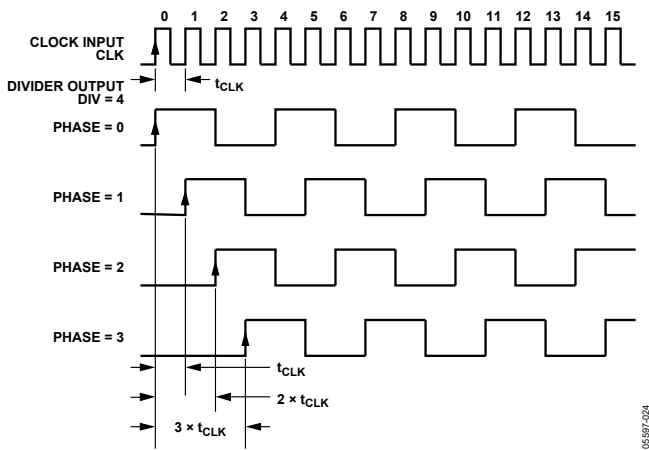 0 1 2 3 4 5 6 7 8 9 10 11 12 13 14 15
CLOCK INPUT
CLK
DIVIDER OUTPUT
DIV = 4
tCLK
PHASE = 0
PHASE = 1
PHASE = 2
PHASE = 3
tCLK
2 × tCLK
3 × tCLK
05597-024